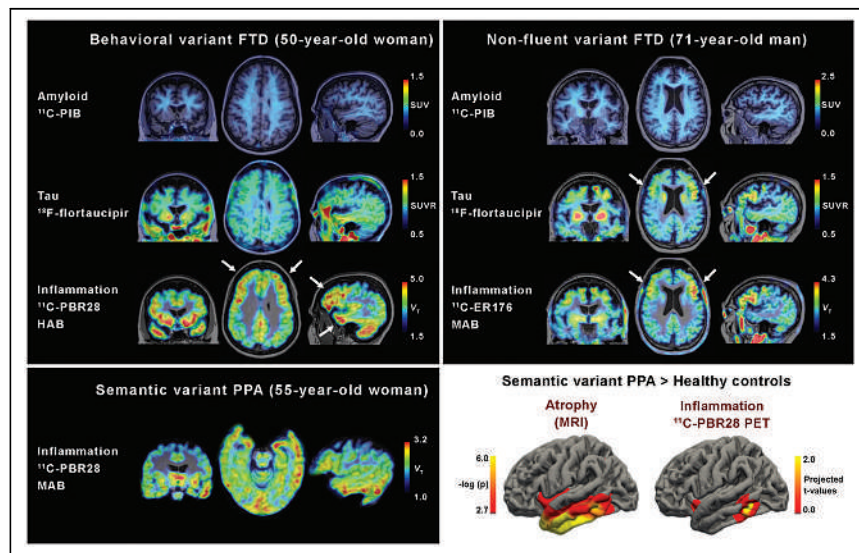 Behavioral variant FTD (50-year-old woman)
Amyloid
¹¹C-PIB
1.5
SUV
0.0
Tau
¹⁸F-flortaucipir
1.5
SUVR
0.5
Inflammation
¹¹C-PBR28
HAB
5.0
V_T
1.5
Non-fluent variant FTD (71-year-old man)
Amyloid
¹¹C-PIB
2.5
SUV
0.0
Tau
¹⁸F-flortaucipir
1.5
SUVR
0.5
Inflammation
¹¹C-ER176
MAB
4.3
V_T
1.5
Semantic variant PPA (55-year-old woman)
Inflammation
¹¹C-PBR28
MAB
3.2
V_T
1.0
Semantic variant PPA > Healthy controls
Atrophy
(MRI)
6.0
-log (p)
2.7
Inflammation
¹¹C-PBR28 PET
2.0
Projected
t-values
0.0